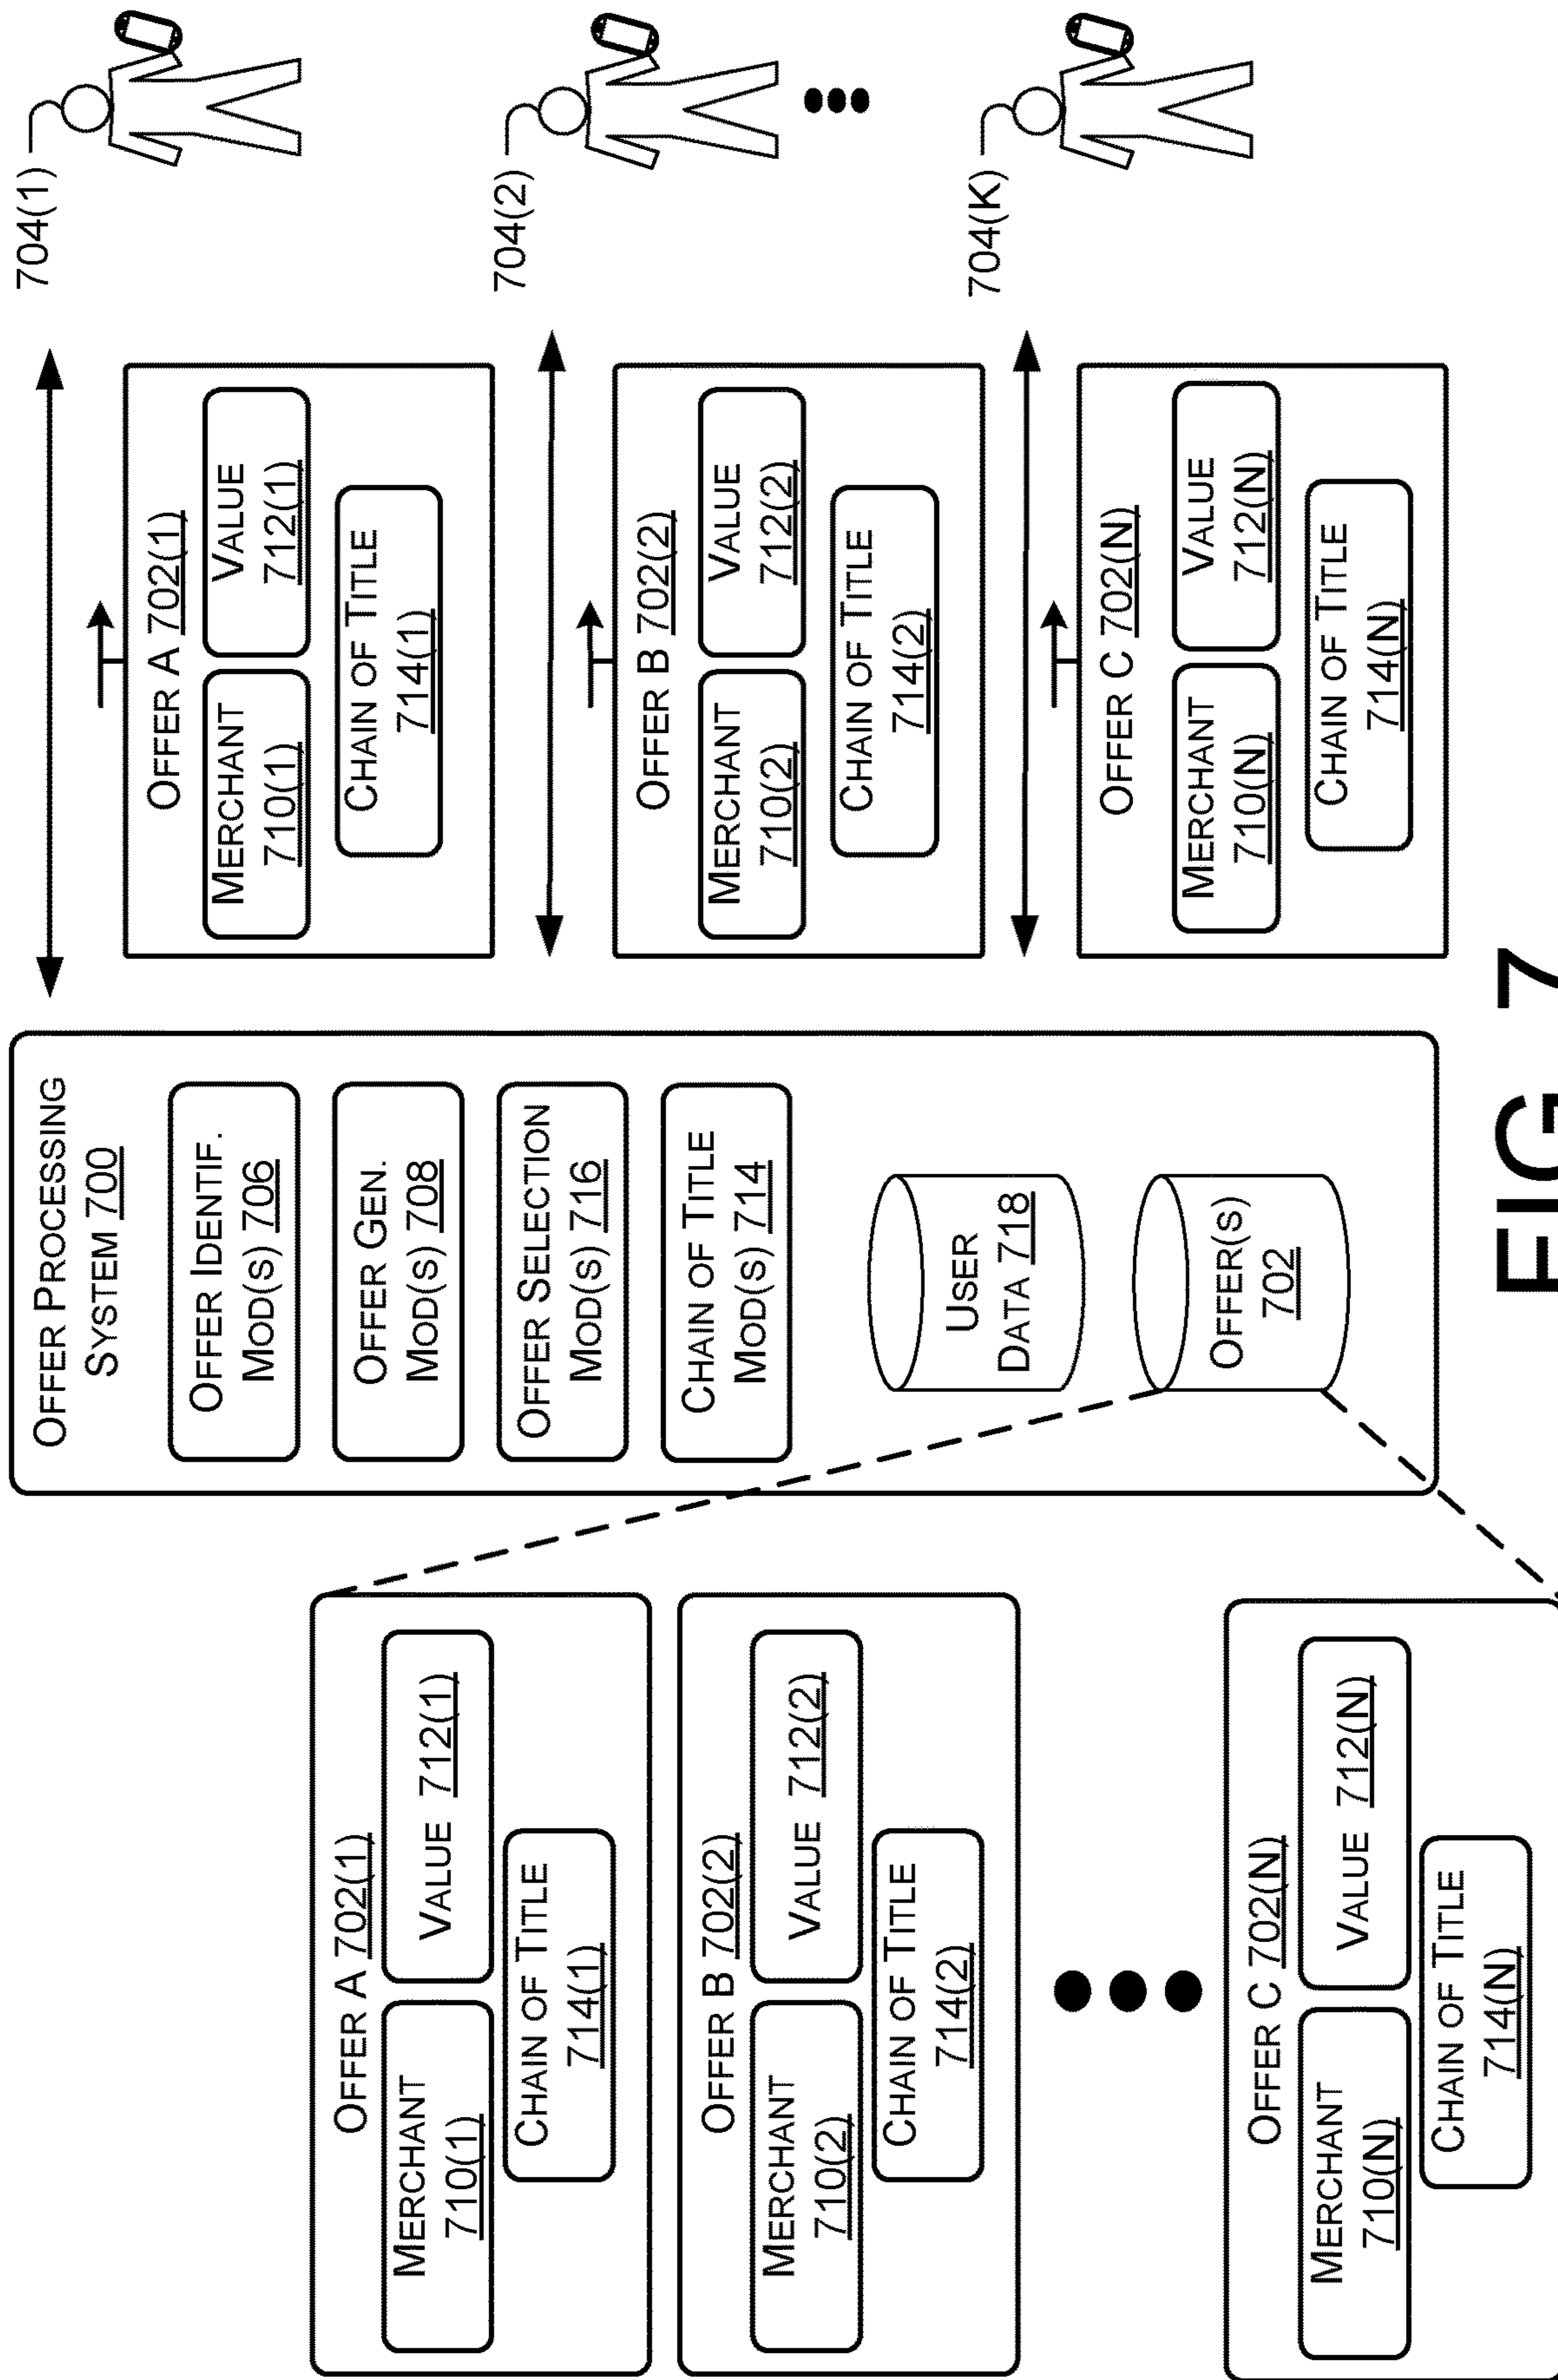 OFFER A 702(1)
MERCHANT
710(1)
VALUE 712(1)
CHAIN OF TITLE
714(1)
OFFER B 702(2)
MERCHANT
710(2)
VALUE 712(2)
CHAIN OF TITLE
714(2)
OFFER C 702(N)
MERCHANT
710(N)
VALUE 712(N)
CHAIN OF TITLE
714(N)
OFFER PROCESSING
SYSTEM 700
OFFER IDENTIF.
MOD(S) 706
OFFER GEN.
MOD(S) 708
OFFER SELECTION
MOD(S) 716
CHAIN OF TITLE
MOD(S) 714
USER
DATA 718
OFFER(S)
702
OFFER A 702(1)
MERCHANT
710(1)
VALUE
712(1)
CHAIN OF TITLE
714(1)
OFFER B 702(2)
MERCHANT
710(2)
VALUE
712(2)
CHAIN OF TITLE
714(2)
OFFER C 702(N)
MERCHANT
710(N)
VALUE
712(N)
CHAIN OF TITLE
714(N)
704(1)
704(2)
704(K)
FIG. 7